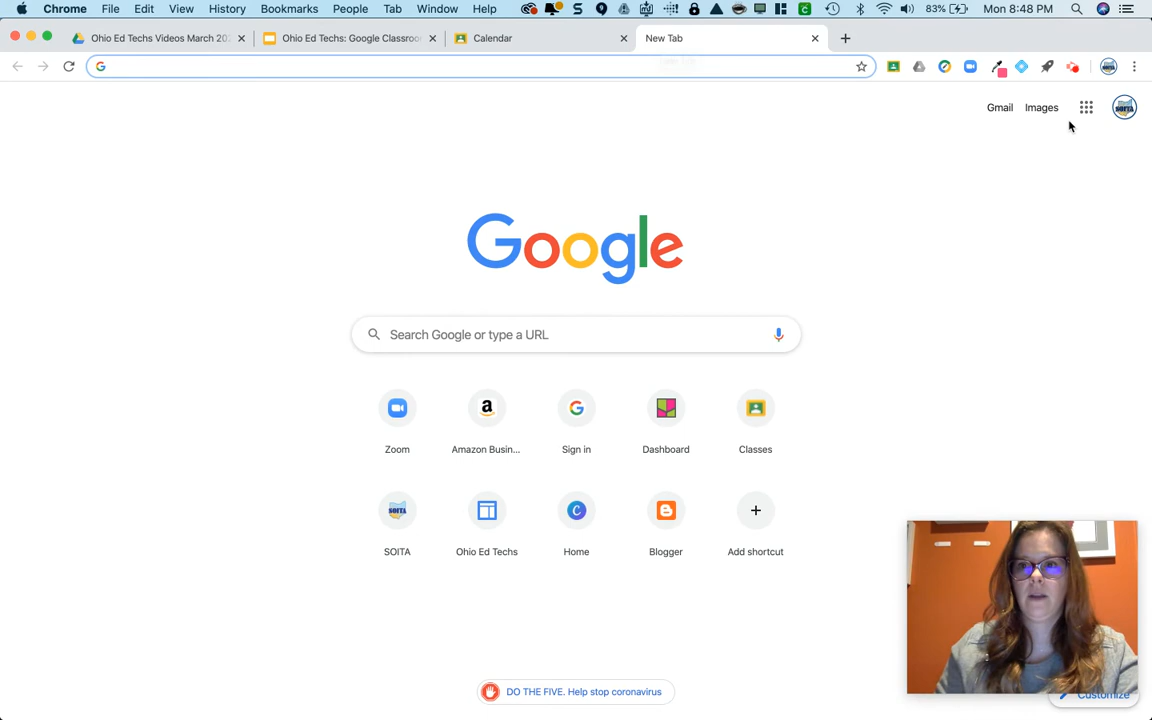 Chrome File Edit View History Bookmarks People Tab Window Help 83% Mon 8:48 PM
Ohio Ed Techs Videos March 20 Ohio Ed Techs: Google Classroo Calendar New Tab
Gmail Images SOITA
Google
Search Google or type a URL
Zoom Amazon Busin... Sign in Dashboard Classes
SOITA
SOITA Ohio Ed Techs Home Blogger Add shortcut
DO THE FIVE. Help stop coronavirus
Customize